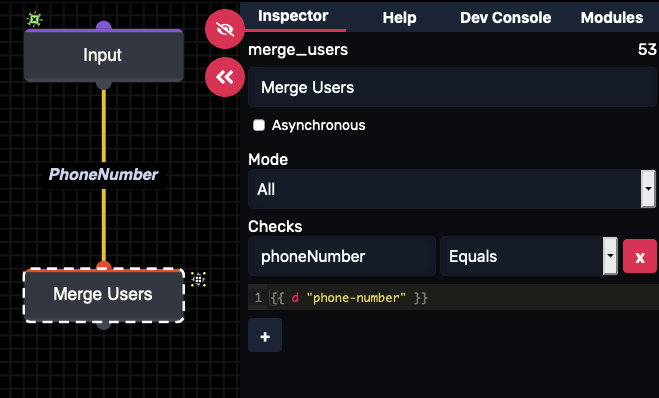 Input
PhoneNumber
Merge Users
Inspector
Help
Dev Console
Modules
merge_users
53
Merge Users
Asynchronous
Mode
All
Checks
phoneNumber
Equals
x
1 {{ d "phone-number" }}
+